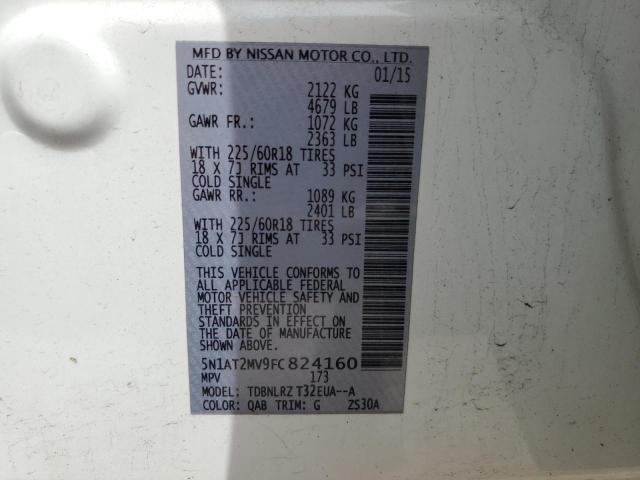 MFD BY NISSAN MOTOR CO., LTD.
DATE: 01/15
GVWR: 2122 KG
4679 LB
GAWR FR.: 1072 KG
2363 LB
WITH 225/60R18 TIRES
18 X 7J RIMS AT 33 PSI
COLD SINGLE
GAWR RR.: 1089 KG
2401 LB
WITH 225/60R18 TIRES
18 X 7J RIMS AT 33 PSI
COLD SINGLE
THIS VEHICLE CONFORMS TO
ALL APPLICABLE FEDERAL
MOTOR VEHICLE SAFETY AND
THEFT PREVENTION
STANDARDS IN EFFECT ON
THE DATE OF MANUFACTURE
SHOWN ABOVE.
5N1AT2MV9FC824160
MPV 173
MODEL: TDBNLRZ T32EUA--A
COLOR: QAB TRIM: G ZS30A